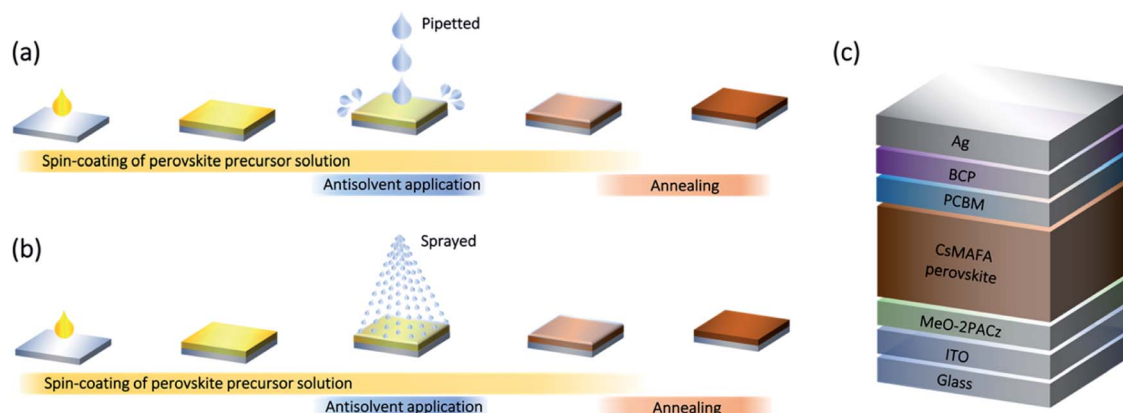 (a)
Pipetted
Spin-coating of perovskite precursor solution
Antisolvent application
Annealing
(b)
Sprayed
Spin-coating of perovskite precursor solution
Antisolvent application
Annealing
(c)
Ag
BCP
PCBM
CsMAFA
perovskite
MeO-2PACz
ITO
Glass